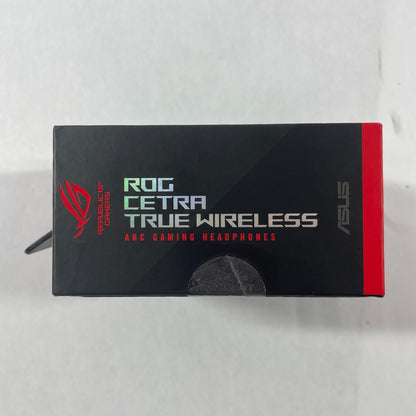 REPUBLIC OF
GAMERS
ROG
CETRA
TRUE WIRELESS
ANC GAMING HEADPHONES
ASUS